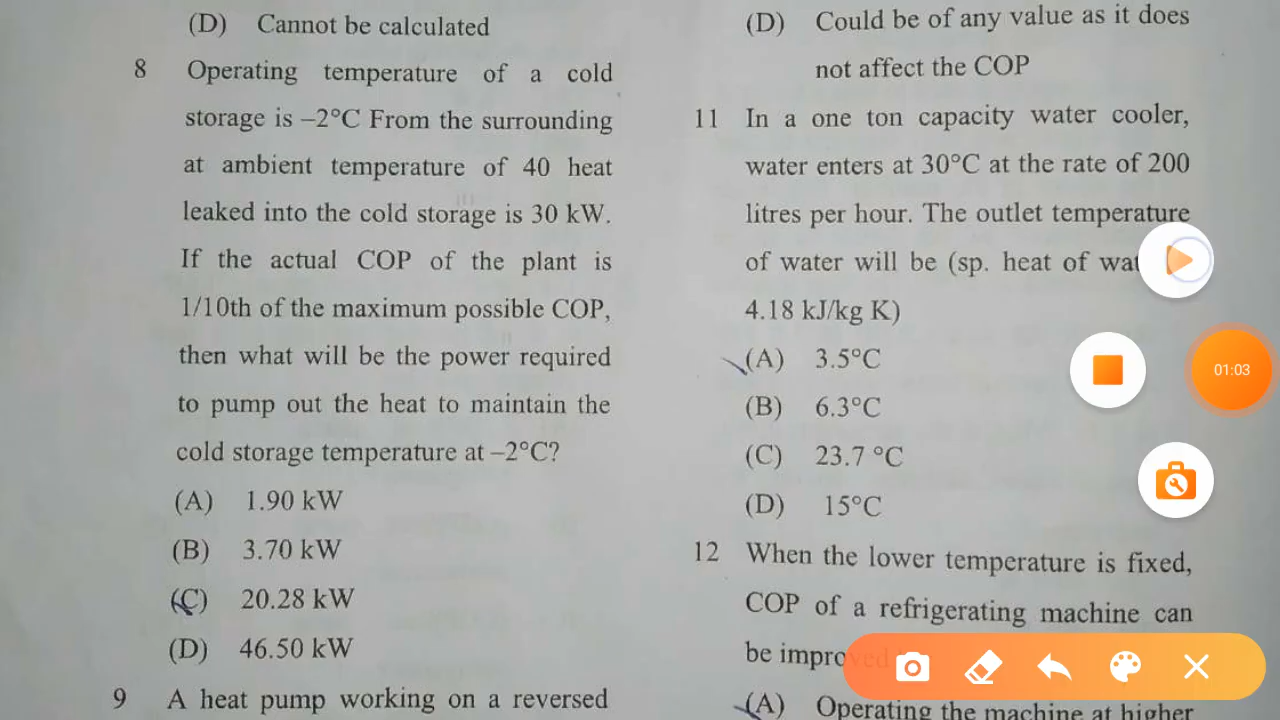 (D) Cannot be calculated
8 Operating temperature of a cold
storage is –2°C From the surrounding
at ambient temperature of 40 heat
leaked into the cold storage is 30 kW.
If the actual COP of the plant is
1/10th of the maximum possible COP,
then what will be the power required
to pump out the heat to maintain the
cold storage temperature at –2°C?
(A) 1.90 kW
(B) 3.70 kW
(C) 20.28 kW
(D) 46.50 kW
9 A heat pump working on a reversed
(D) Could be of any value as it does
not affect the COP
11 In a one ton capacity water cooler,
water enters at 30°C at the rate of 200
litres per hour. The outlet temperature
of water will be (sp. heat of
4.18 kJ/kg K)
(A) 3.5°C
(B) 6.3°C
(C) 23.7 °C
(D) 15°C
12 When the lower temperature is fixed,
COP of a refrigerating machine can
be
(A) Operating the machine at higher
01:03